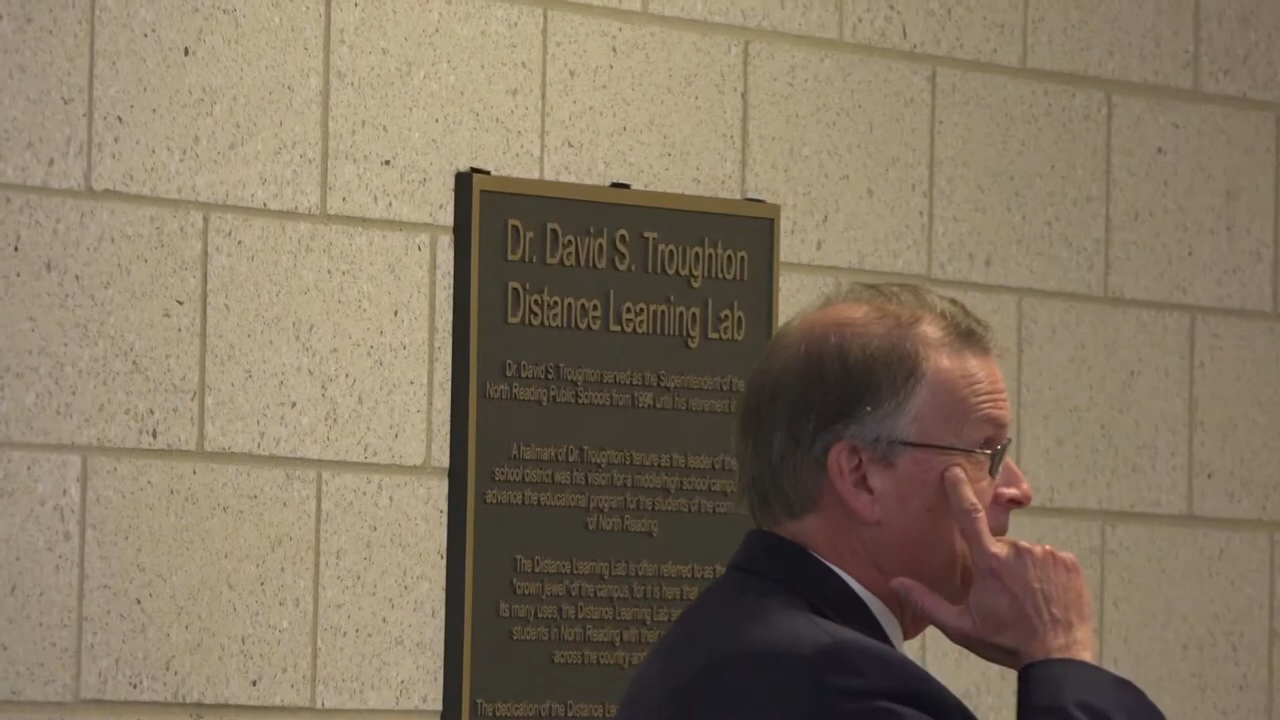 Dr. David S. Troughton
Distance Learning Lab
Dr. David S. Troughton served as the Superintendent of the
North Reading Public Schools from 1994 until his retirement
A hallmark of Dr. Troughton's tenure as the leader of the
school district was his vision for a middle/high school
advance the educational program for the students of the
of North Reading
The Distance Learning Lab is often referred to as the
"crown jewel" of the campus, for it is here that
Its many uses, the Distance Learning Lab
students in North Reading with their
across the country
The dedication of the Distance